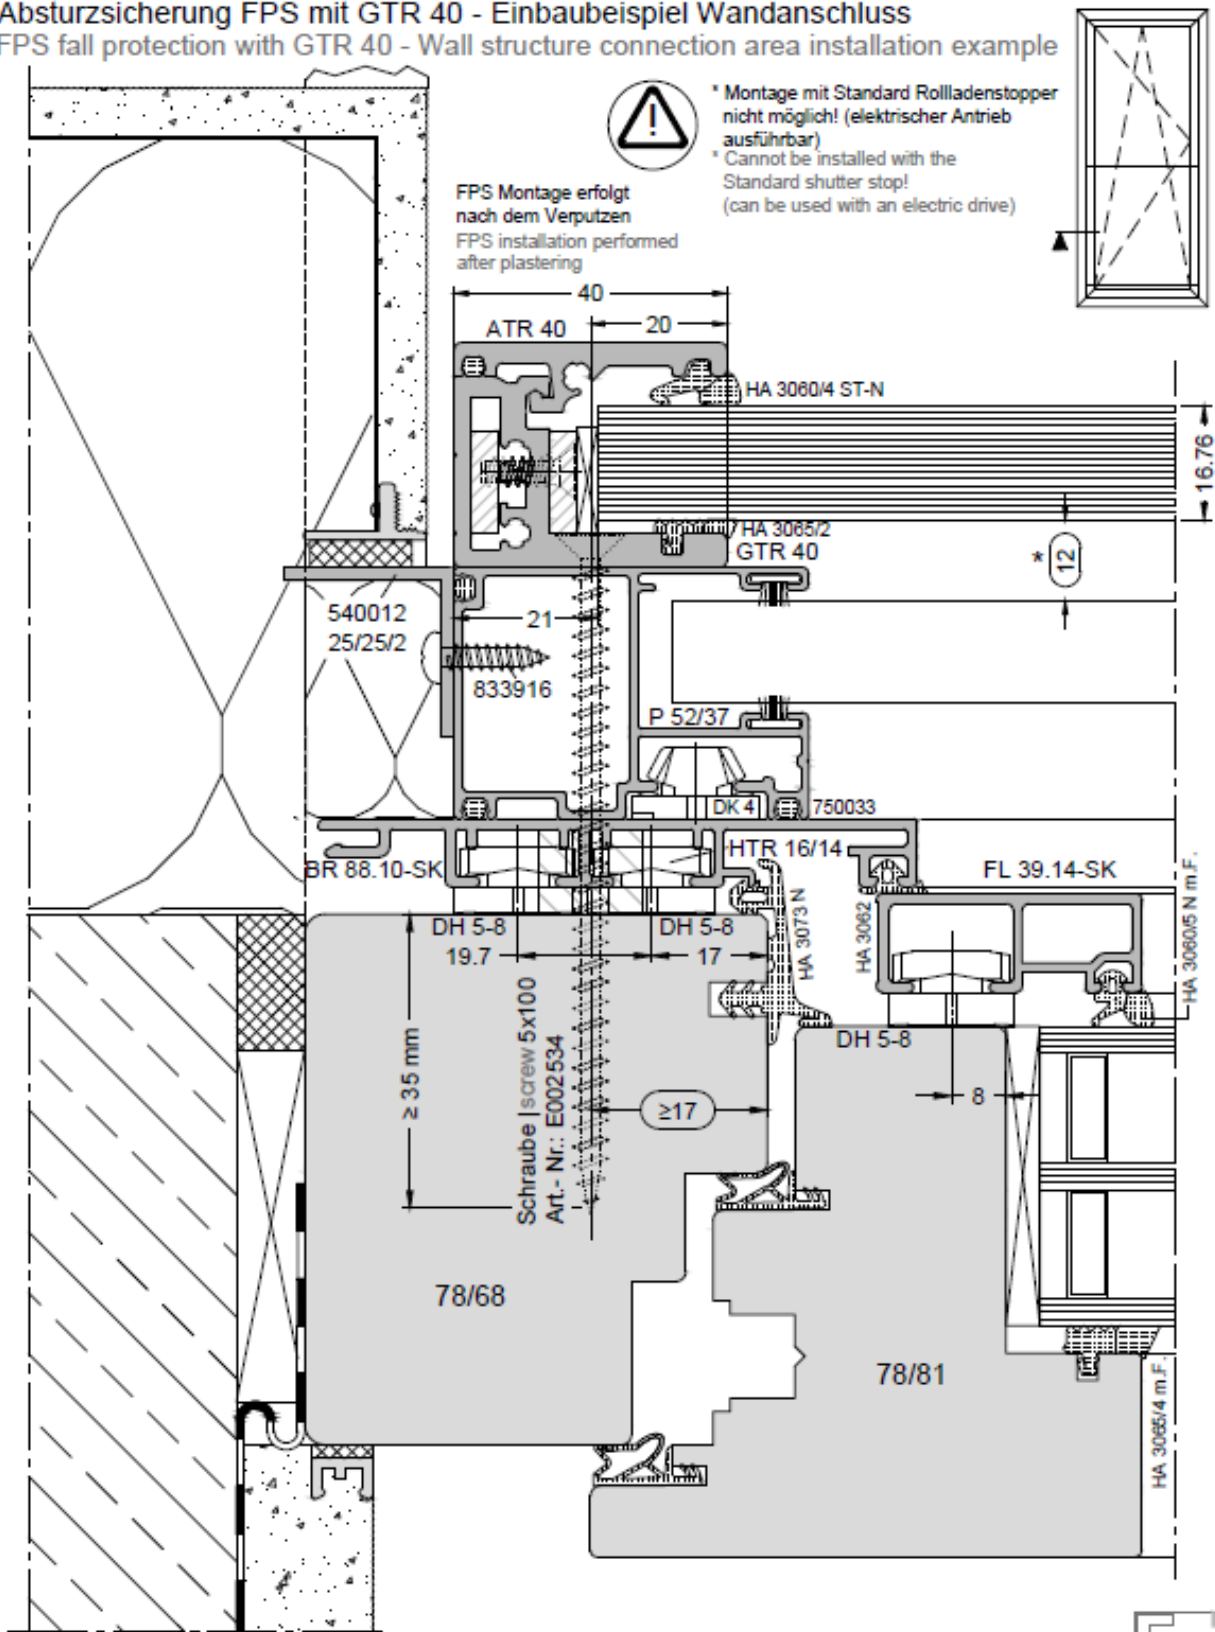 Absturzsicherung FPS mit GTR 40 - Einbaubeispiel Wandanschluss
FPS fall protection with GTR 40 - Wall structure connection area installation example
* Montage mit Standard Rollladenstopper
nicht möglich! (elektrischer Antrieb
ausführbar)
* Cannot be installed with the
Standard shutter stop!
(can be used with an electric drive)
FPS Montage erfolgt
nach dem Verputzen
FPS installation performed
after plastering
40
ATR 40
20
HA 3060/4 ST-N
16.76
HA 3065/2
GTR 40
*
12
540012
25/25/2
21
833916
P 52/37
DK 4
750033
BR 88.10-SK
HTR 16/14
FL 39.14-SK
DH 5-8
DH 5-8
19.7
17
HA 3073 N
HA 3062
HA 3060/5 N m.F.
≥ 35 mm
Schraube | screw 5x100
Art.- Nr.: E002534
DH 5-8
8
≥17
78/68
78/81
HA 3065/4 m.F.